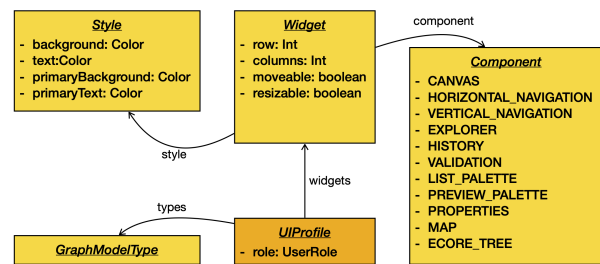 Style
- background: Color
- text:Color
- primaryBackground: Color
- primaryText: Color
Widget
- row: Int
- columns: Int
- moveable: boolean
- resizable: boolean
component
Component
- CANVAS
- HORIZONTAL_NAVIGATION
- VERTICAL_NAVIGATION
- EXPLORER
- HISTORY
- VALIDATION
- LIST_PALETTE
- PREVIEW_PALETTE
- PROPERTIES
- MAP
- ECORE_TREE
style
widgets
types
GraphModelType
UIProfile
- role: UserRole